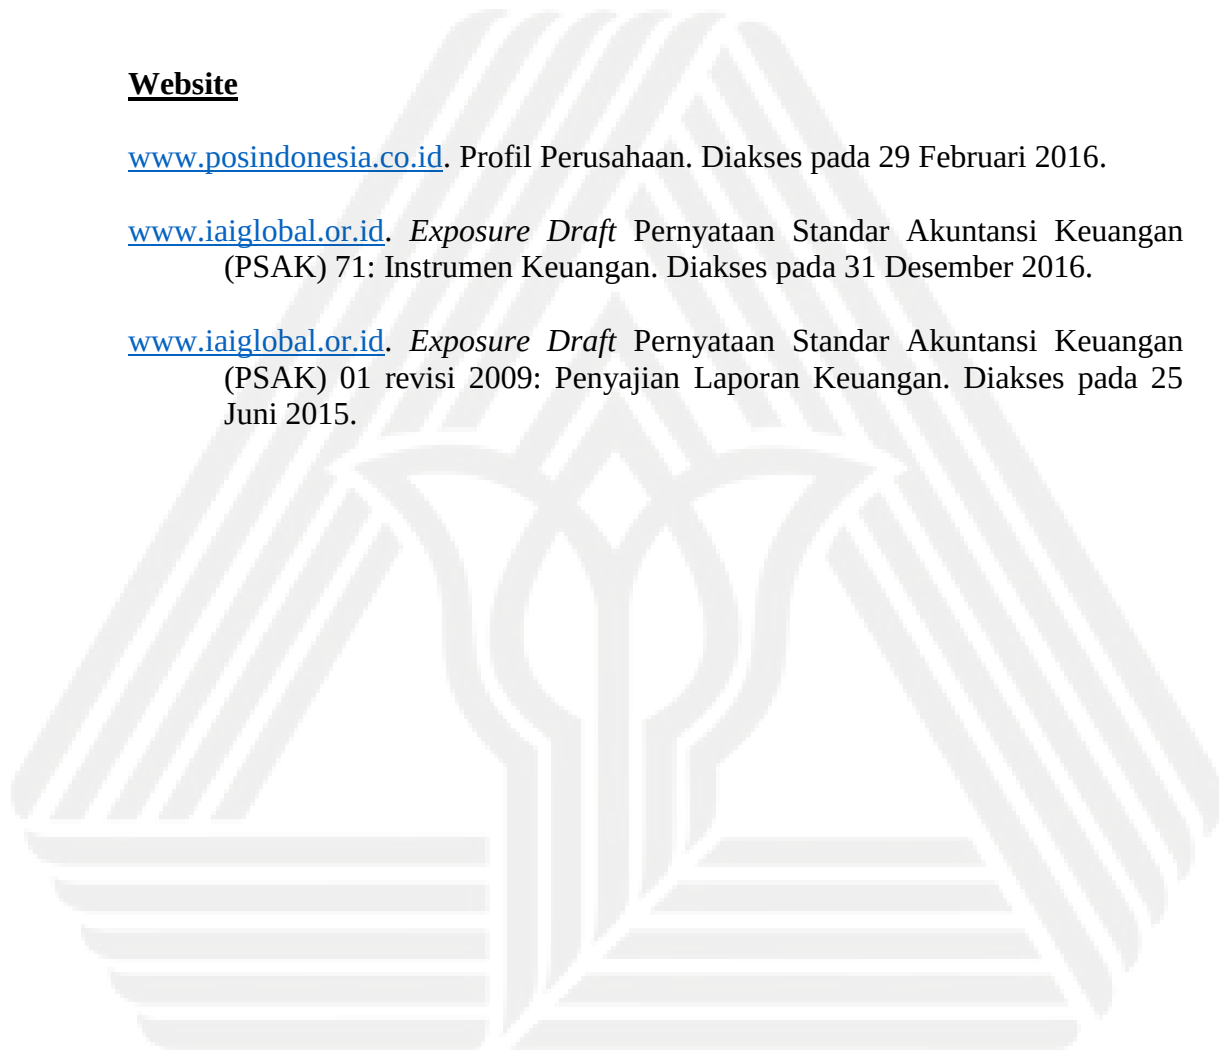 Website
www.posindonesia.co.id. Profil Perusahaan. Diakses pada 29 Februari 2016.
www.iaiglobal.or.id. Exposure Draft Pernyataan Standar Akuntansi Keuangan
(PSAK) 71: Instrumen Keuangan. Diakses pada 31 Desember 2016.
www.iaiglobal.or.id. Exposure Draft Pernyataan Standar Akuntansi Keuangan
(PSAK) 01 revisi 2009: Penyajian Laporan Keuangan. Diakses pada 25
Juni 2015.